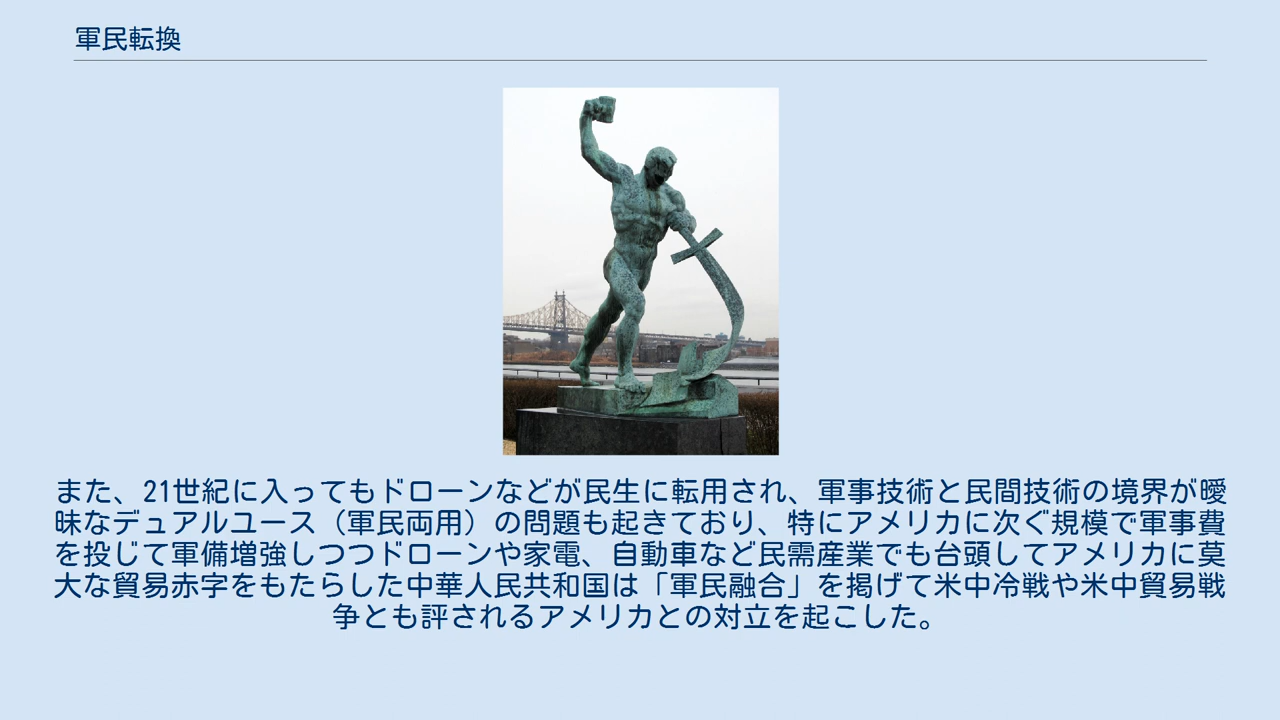 軍民転換
また、21世紀に入ってもドローンなどが民生に転用され、軍事技術と民間技術の境界が曖
昧なデュアルユース（軍民両用）の問題も起きており、特にアメリカに次ぐ規模で軍事費
を投じて軍備増強しつつドローンや家電、自動車など民需産業でも台頭してアメリカに莫
大な貿易赤字をもたらした中華人民共和国は「軍民融合」を掲げて米中冷戦や米中貿易戦
争とも評されるアメリカとの対立を起こした。